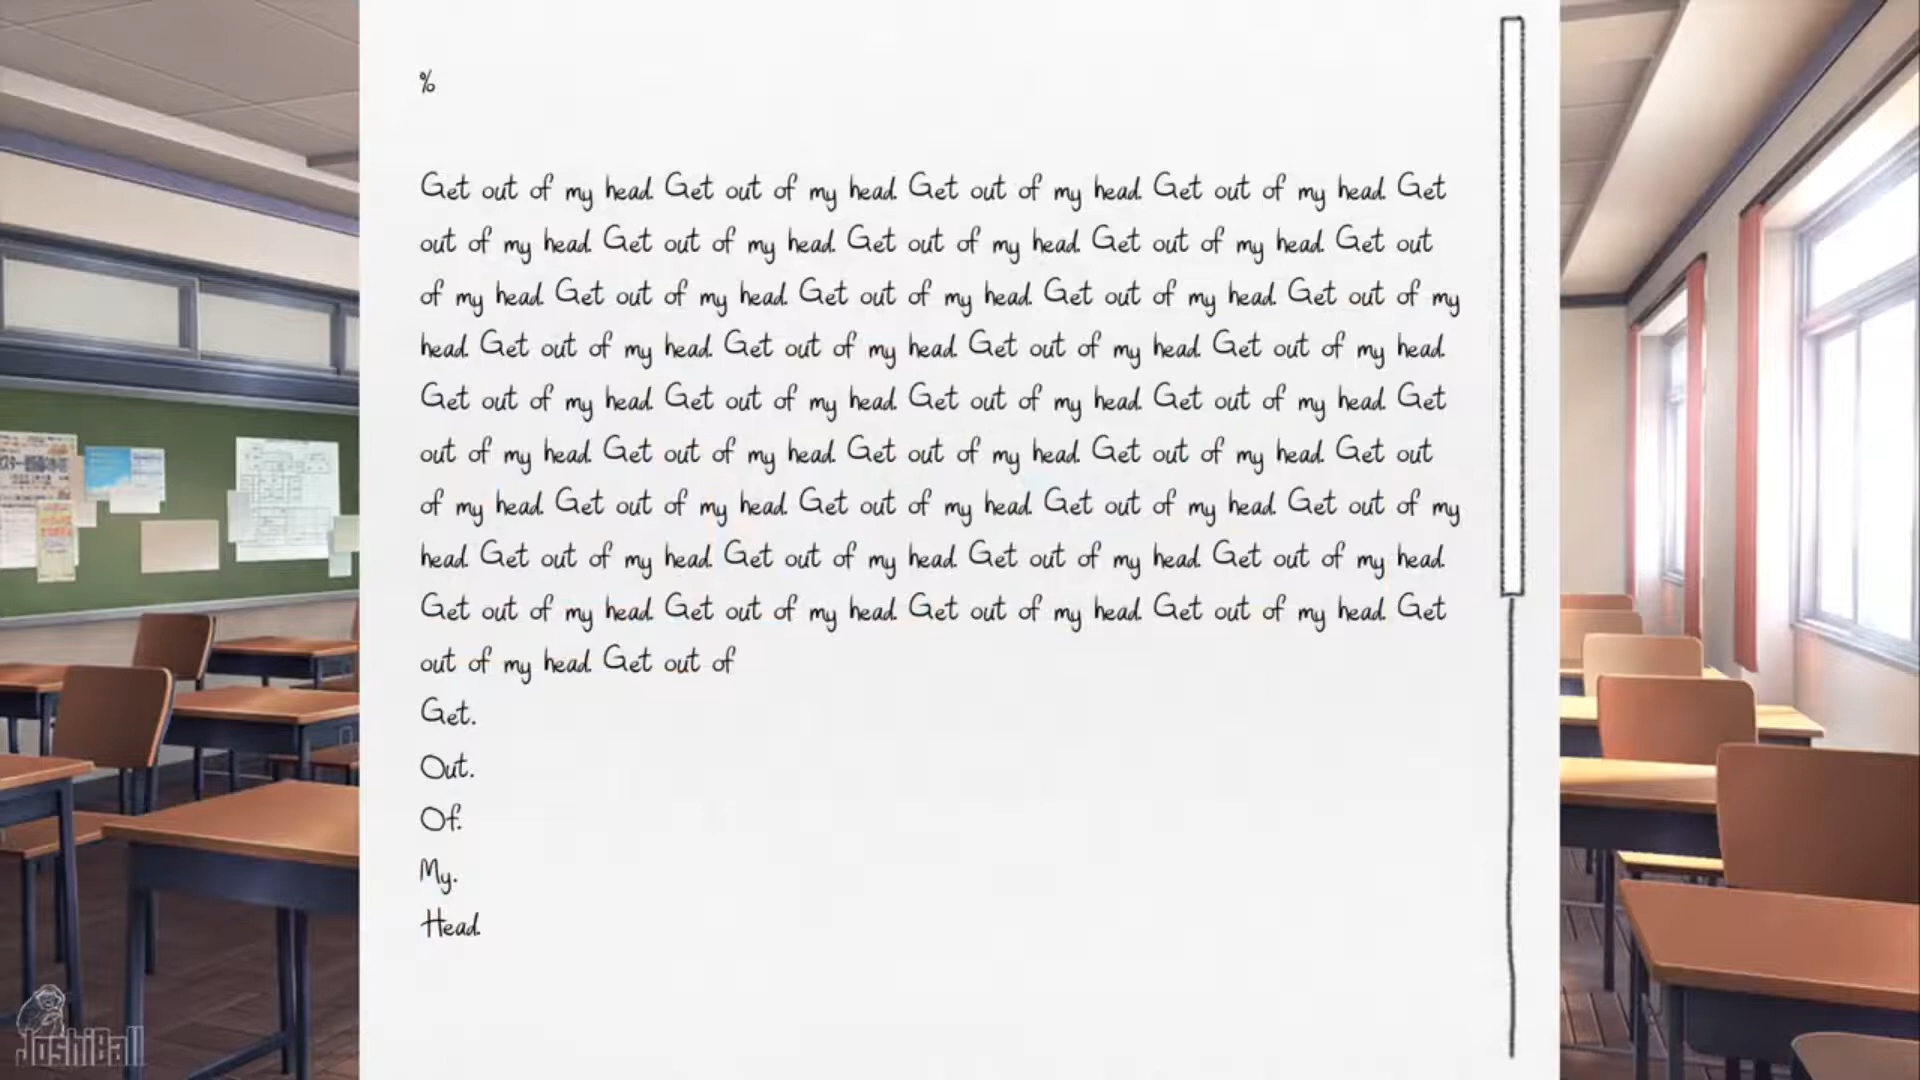 %
Get out of my head. Get out of my head. Get out of my head. Get out of my head. Get
out of my head. Get out of my head. Get out of my head. Get out of my head. Get out
of my head. Get out of my head. Get out of my head. Get out of my head. Get out of my
head. Get out of my head. Get out of my head. Get out of my head. Get out of my head.
Get out of my head. Get out of my head. Get out of my head. Get out of my head. Get
out of my head. Get out of my head. Get out of my head. Get out of my head. Get out
of my head. Get out of my head. Get out of my head. Get out of my head. Get out of my
head. Get out of my head. Get out of my head. Get out of my head. Get out of my head.
Get out of my head. Get out of my head. Get out of my head. Get out of my head. Get
out of my head. Get out of
Get.
Out.
Of.
My.
Head.
JoshiBall